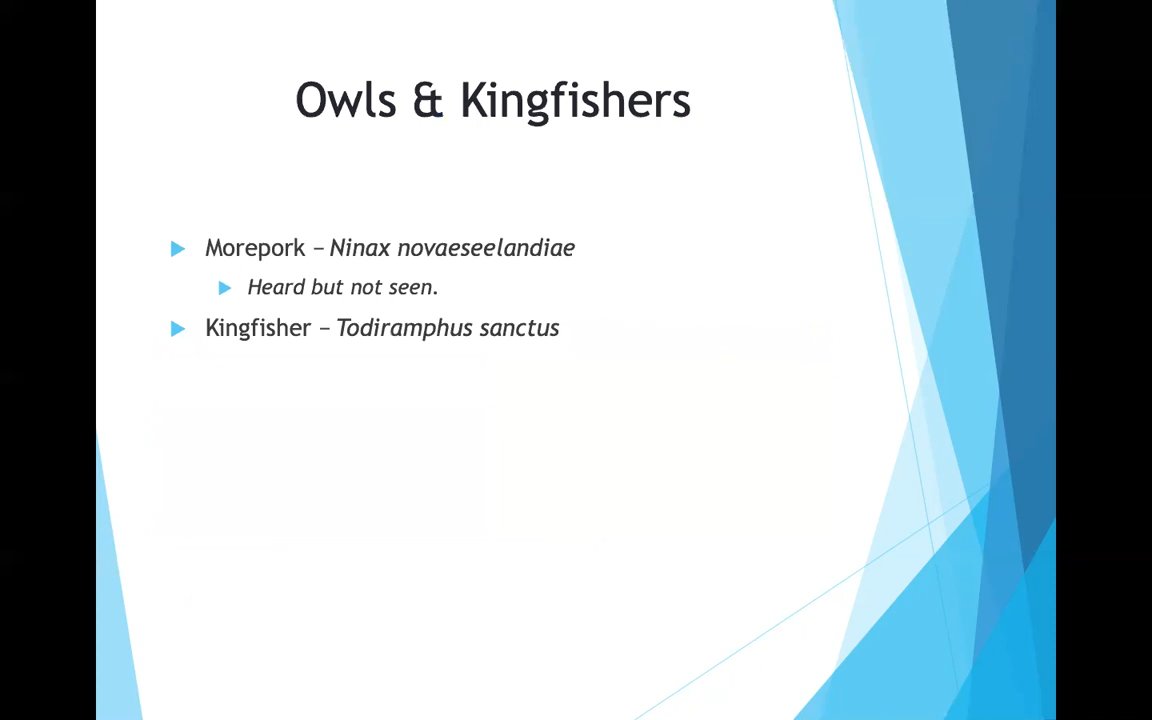 Owls & Kingfishers
Morepork – Ninax novaeseelandiae
Heard but not seen.
Kingfisher – Todiramphus sanctus